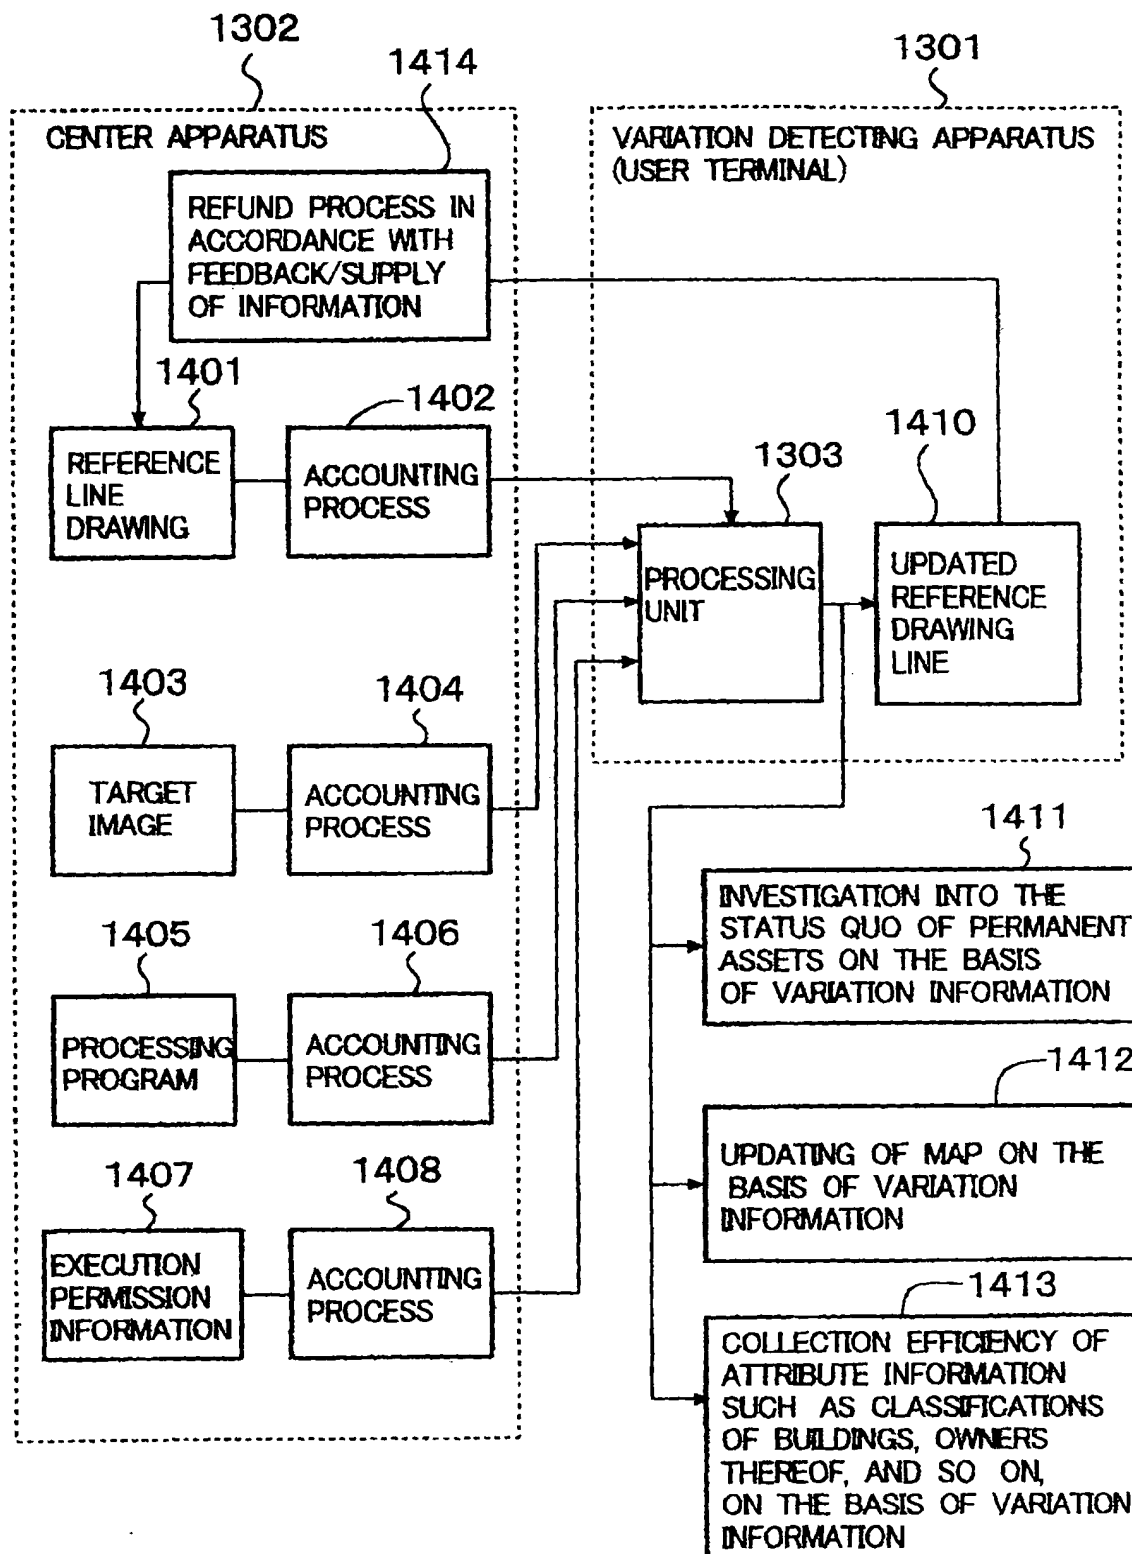 1302
1414
1301
CENTER APPARATUS
VARIATION DETECTING APPARATUS
(USER TERMINAL)
REFUND PROCESS IN
ACCORDANCE WITH
FEEDBACK/SUPPLY
OF INFORMATION
1401
1402
REFERENCE
LINE
DRAWING
ACCOUNTING
PROCESS
1303
1410
PROCESSING
UNIT
UPDATED
REFERENCE
DRAWING
LINE
1403
1404
TARGET
IMAGE
ACCOUNTING
PROCESS
1405
1406
PROCESSING
PROGRAM
ACCOUNTING
PROCESS
1407
1408
EXECUTION
PERMISSION
INFORMATION
ACCOUNTING
PROCESS
1411
INVESTIGATION INTO THE
STATUS QUO OF PERMANENT
ASSETS ON THE BASIS
OF VARIATION INFORMATION
1412
UPDATING OF MAP ON THE
BASIS OF VARIATION
INFORMATION
1413
COLLECTION EFFICIENCY OF
ATTRIBUTE INFORMATION
SUCH AS CLASSIFICATIONS
OF BUILDINGS, OWNERS
THEREOF, AND SO ON,
ON THE BASIS OF VARIATION
INFORMATION